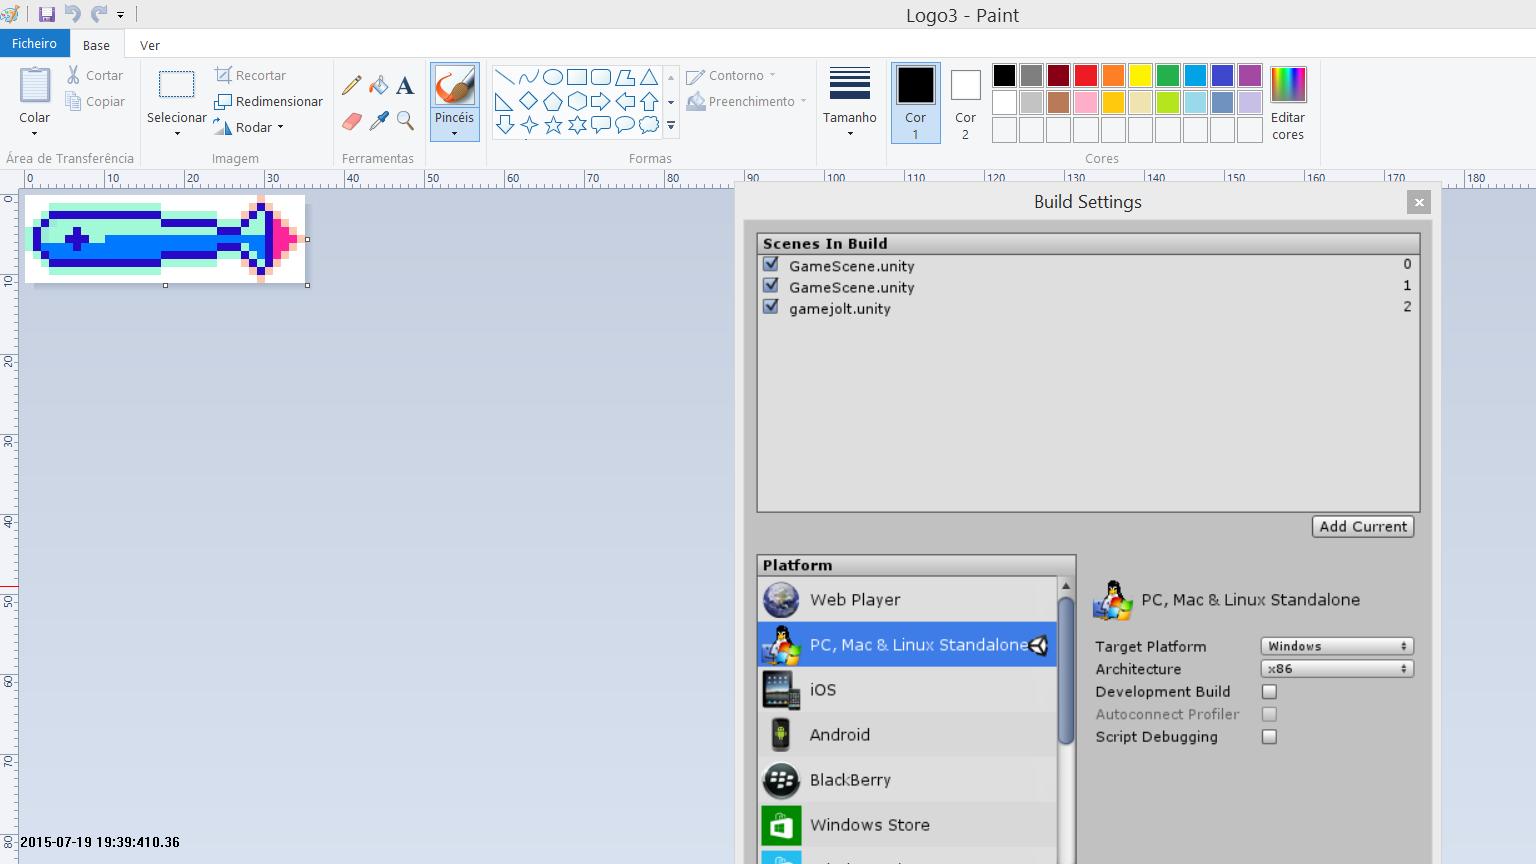 Logo3 - Paint
Ficheiro Base Ver
Colar
Cortar
Copiar
Área de Transferência
Selecionar
Recortar
Redimensionar
Rodar
Imagem
Ferramentas
Pincéis
Contorno
Preenchimento
Formas
Tamanho
Cor
1
Cor
2
Editar
cores
Cores
0 10 20 30 40 50 60 70 80 90 100 110 120 130 140 150 160 170 180
0
10
20
30
40
50
60
70
80
Build Settings
Scenes In Build
GameScene.unity 0
GameScene.unity 1
gamejolt.unity 2
Add Current
Platform
Web Player
PC, Mac & Linux Standalone
iOS
Android
BlackBerry
Windows Store
PC, Mac & Linux Standalone
Target Platform Windows
Architecture x86
Development Build
Autoconnect Profiler
Script Debugging
2015-07-19 19:39:410.36